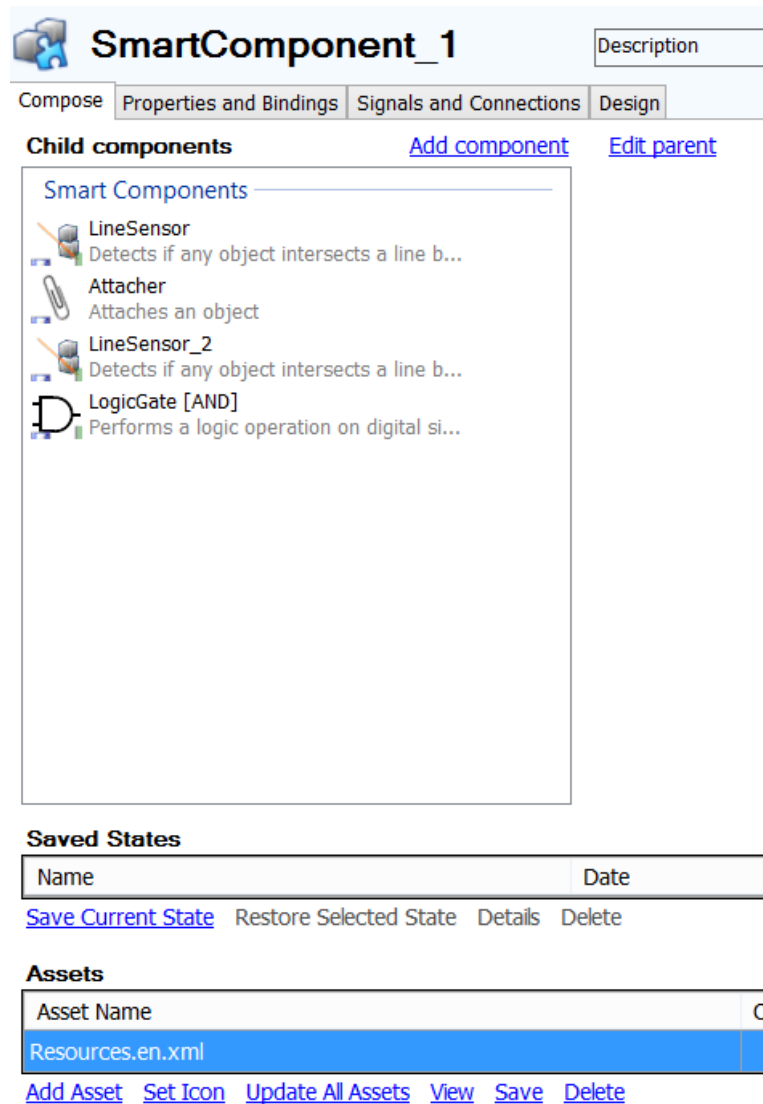 SmartComponent_1
Description
Compose Properties and Bindings Signals and Connections Design
Child components Add component Edit parent
Smart Components
LineSensor
Detects if any object intersects a line b...
Attacher
Attaches an object
LineSensor_2
Detects if any object intersects a line b...
LogicGate [AND]
Performs a logic operation on digital si...
Saved States
Name Date
Save Current State Restore Selected State Details Delete
Assets
Asset Name
Resources.en.xml
Add Asset Set Icon Update All Assets View Save Delete